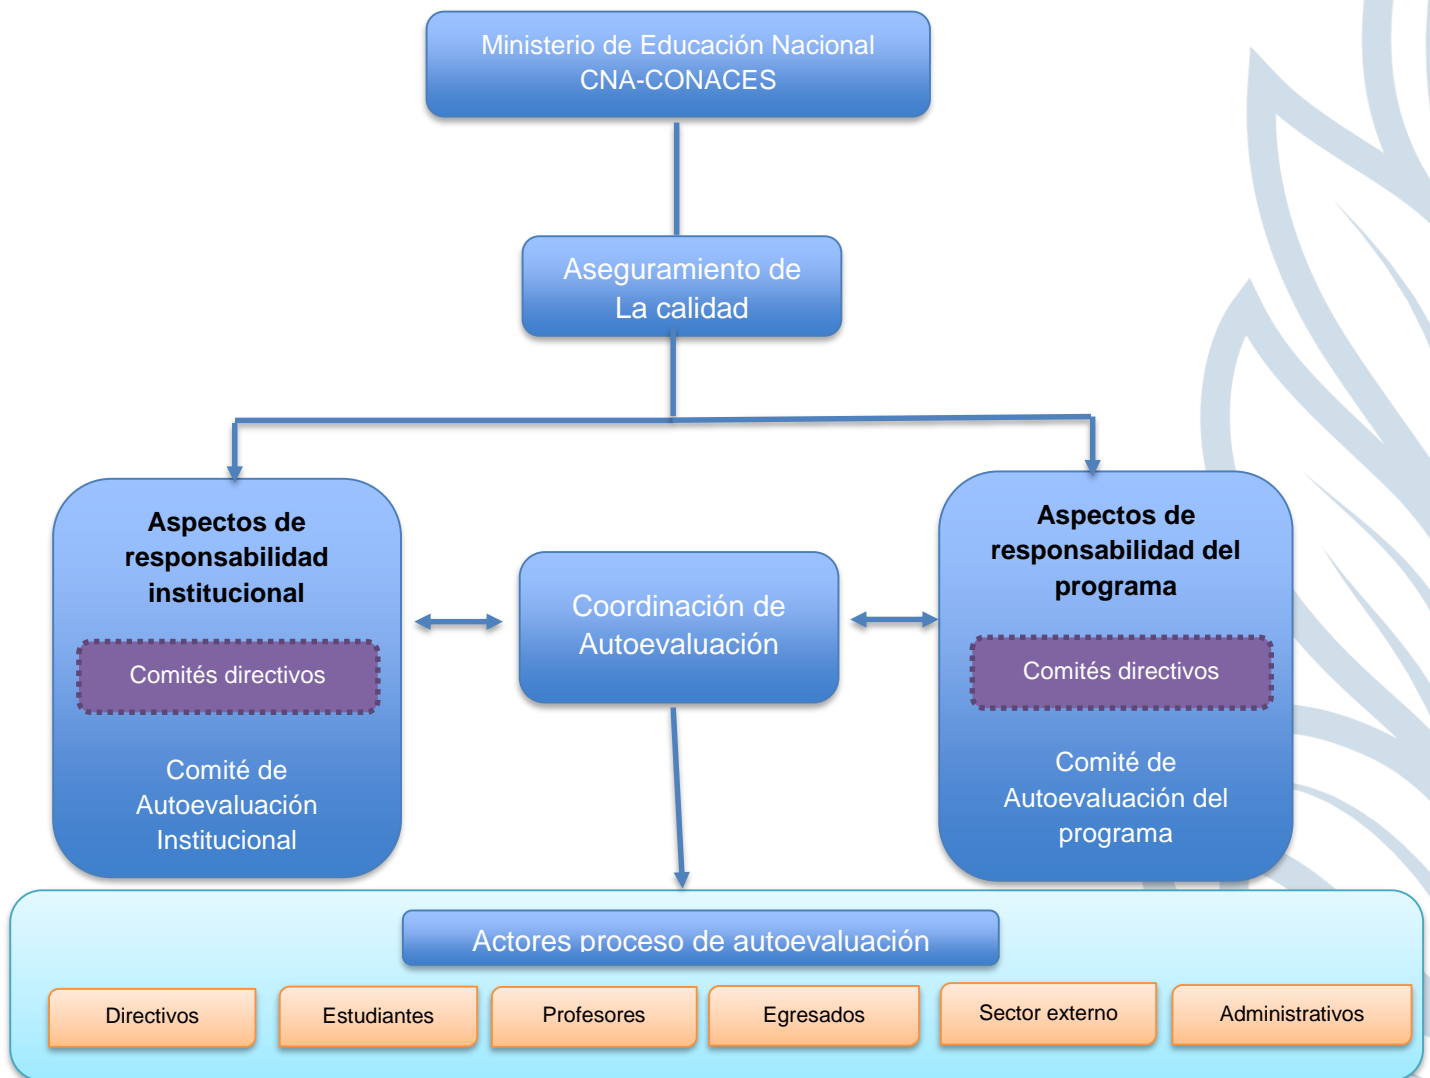 Ministerio de Educación Nacional
CNA-CONACES
Aseguramiento de
La calidad
Aspectos de
responsabilidad
institucional
Comités directivos
Comité de
Autoevaluación
Institucional
Coordinación de
Autoevaluación
Aspectos de
responsabilidad del
programa
Comités directivos
Comité de
Autoevaluación del
programa
Actores proceso de autoevaluación
Directivos
Estudiantes
Profesores
Egresados
Sector externo
Administrativos